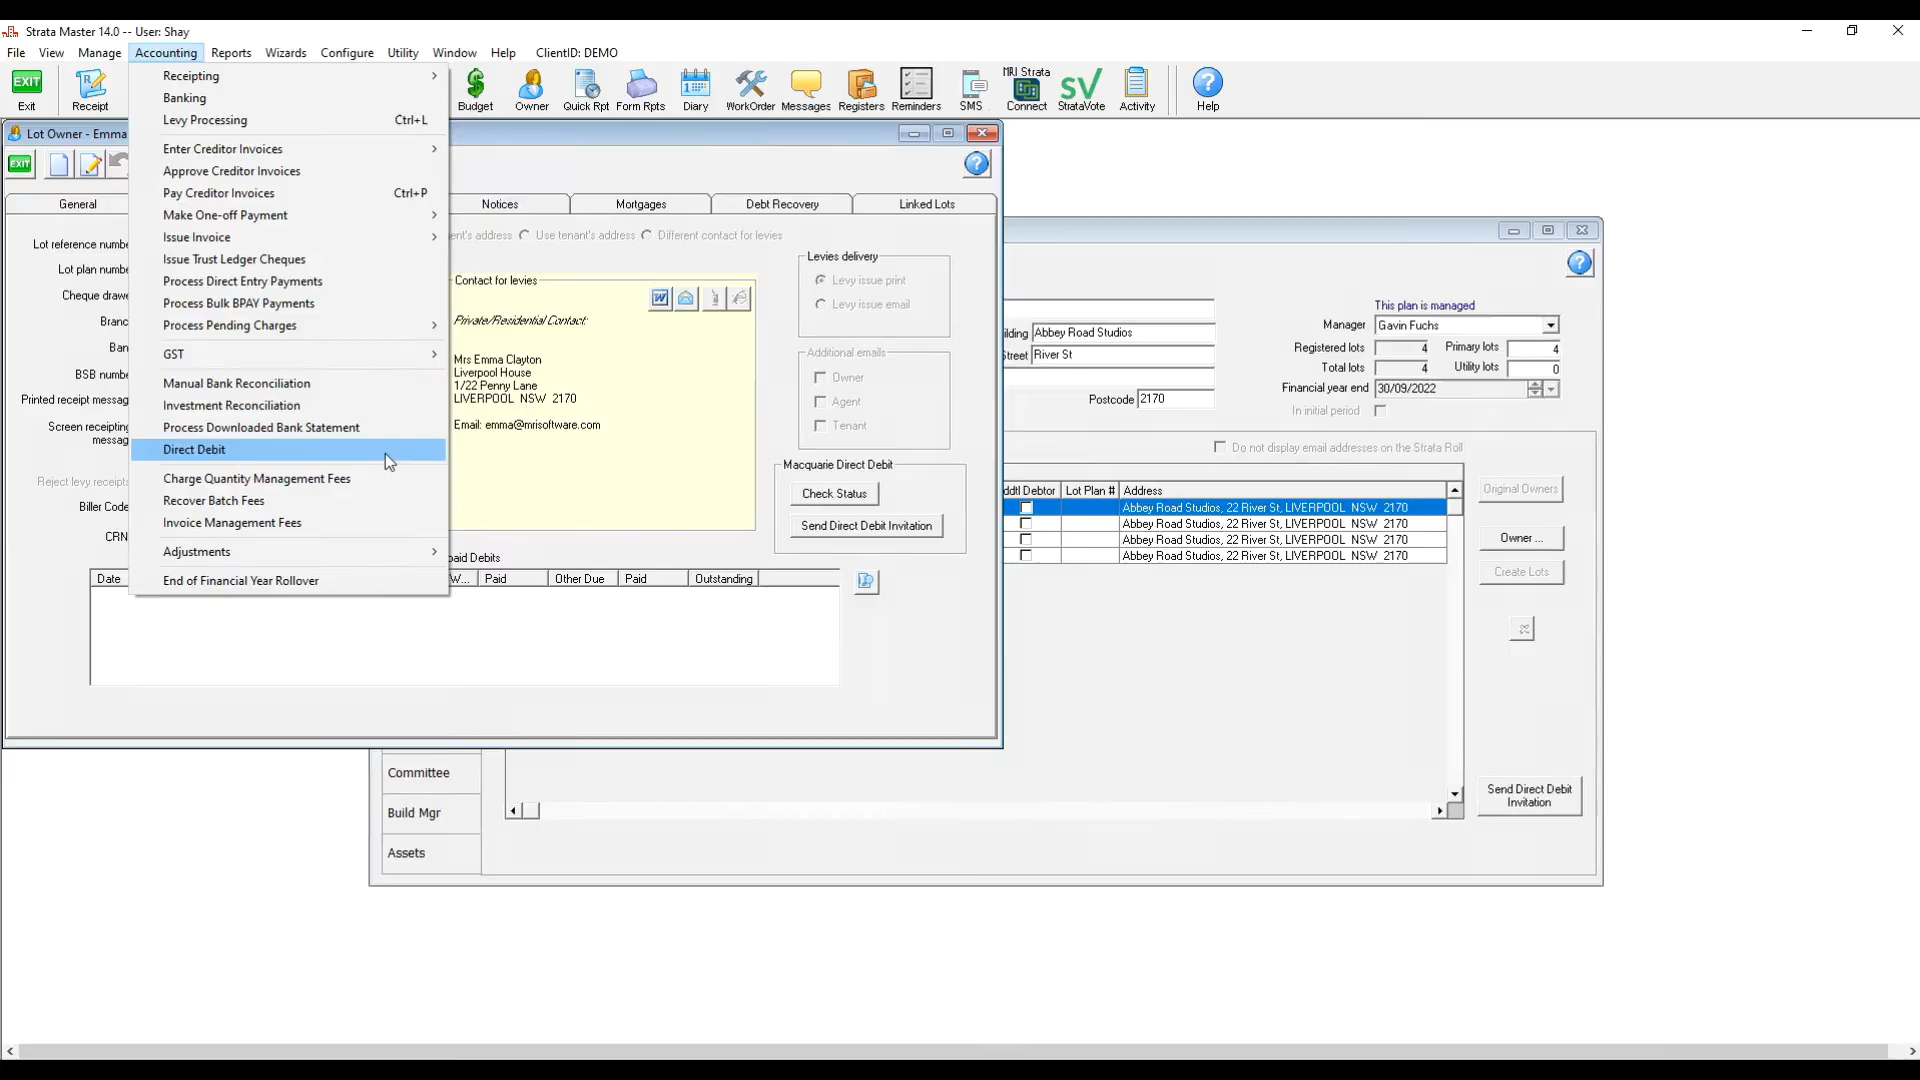 Strata Master 14.0 -- User: Shay
File View Manage Accounting Reports Wizards Configure Utility Window Help ClientID: DEMO
EXIT
Exit Receipt Budget Owner Quick Rpt Form Rpts Diary WorkOrder Messages Registers Reminders SMS MRI Strata Connect SV StrataVote Activity Help
Receipting
Banking
Levy Processing Ctrl+L
Enter Creditor Invoices
Approve Creditor Invoices
Pay Creditor Invoices Ctrl+P
Make One-off Payment
Issue Invoice
Issue Trust Ledger Cheques
Process Direct Entry Payments
Process Bulk BPAY Payments
Process Pending Charges
GST
Manual Bank Reconciliation
Investment Reconciliation
Process Downloaded Bank Statement
Direct Debit
Charge Quantity Management Fees
Recover Batch Fees
Invoice Management Fees
Adjustments
End of Financial Year Rollover
Lot Owner - Emma
EXIT
General Notices Mortgages Debt Recovery Linked Lots
Lot reference numbe
Lot plan numbe
Cheque drawe
Branc
Ban
BSB numbe
Printed receipt messag
Screen receipting
messag
Reject levy receipts
Biller Code
CRN
ent's address Use tenant's address Different contact for levies
Contact for levies
Private/Residential Contact:
Mrs Emma Clayton
Liverpool House
1/22 Penny Lane
LIVERPOOL NSW 2170
Email: emma@mrisoftware.com
Levies delivery
Levy issue print
Levy issue email
Additional emails
Owner
Agent
Tenant
Macquarie Direct Debit
Check Status
Send Direct Debit Invitation
paid Debits
Date W... Paid Other Due Paid Outstanding
This plan is managed
Manager Gavin Fuchs
Registered lots 4 Primary lots 4
Total lots 4 Utility lots 0
Financial year end 30/09/2022
In initial period
ilding Abbey Road Studios
Street River St
Postcode 2170
Do not display email addresses on the Strata Roll
ddtl Debtor Lot Plan # Address
Abbey Road Studios, 22 River St, LIVERPOOL NSW 2170
Abbey Road Studios, 22 River St, LIVERPOOL NSW 2170
Abbey Road Studios, 22 River St, LIVERPOOL NSW 2170
Abbey Road Studios, 22 River St, LIVERPOOL NSW 2170
Original Owners
Owner ...
Create Lots
Send Direct Debit
Invitation
Committee
Build Mgr
Assets